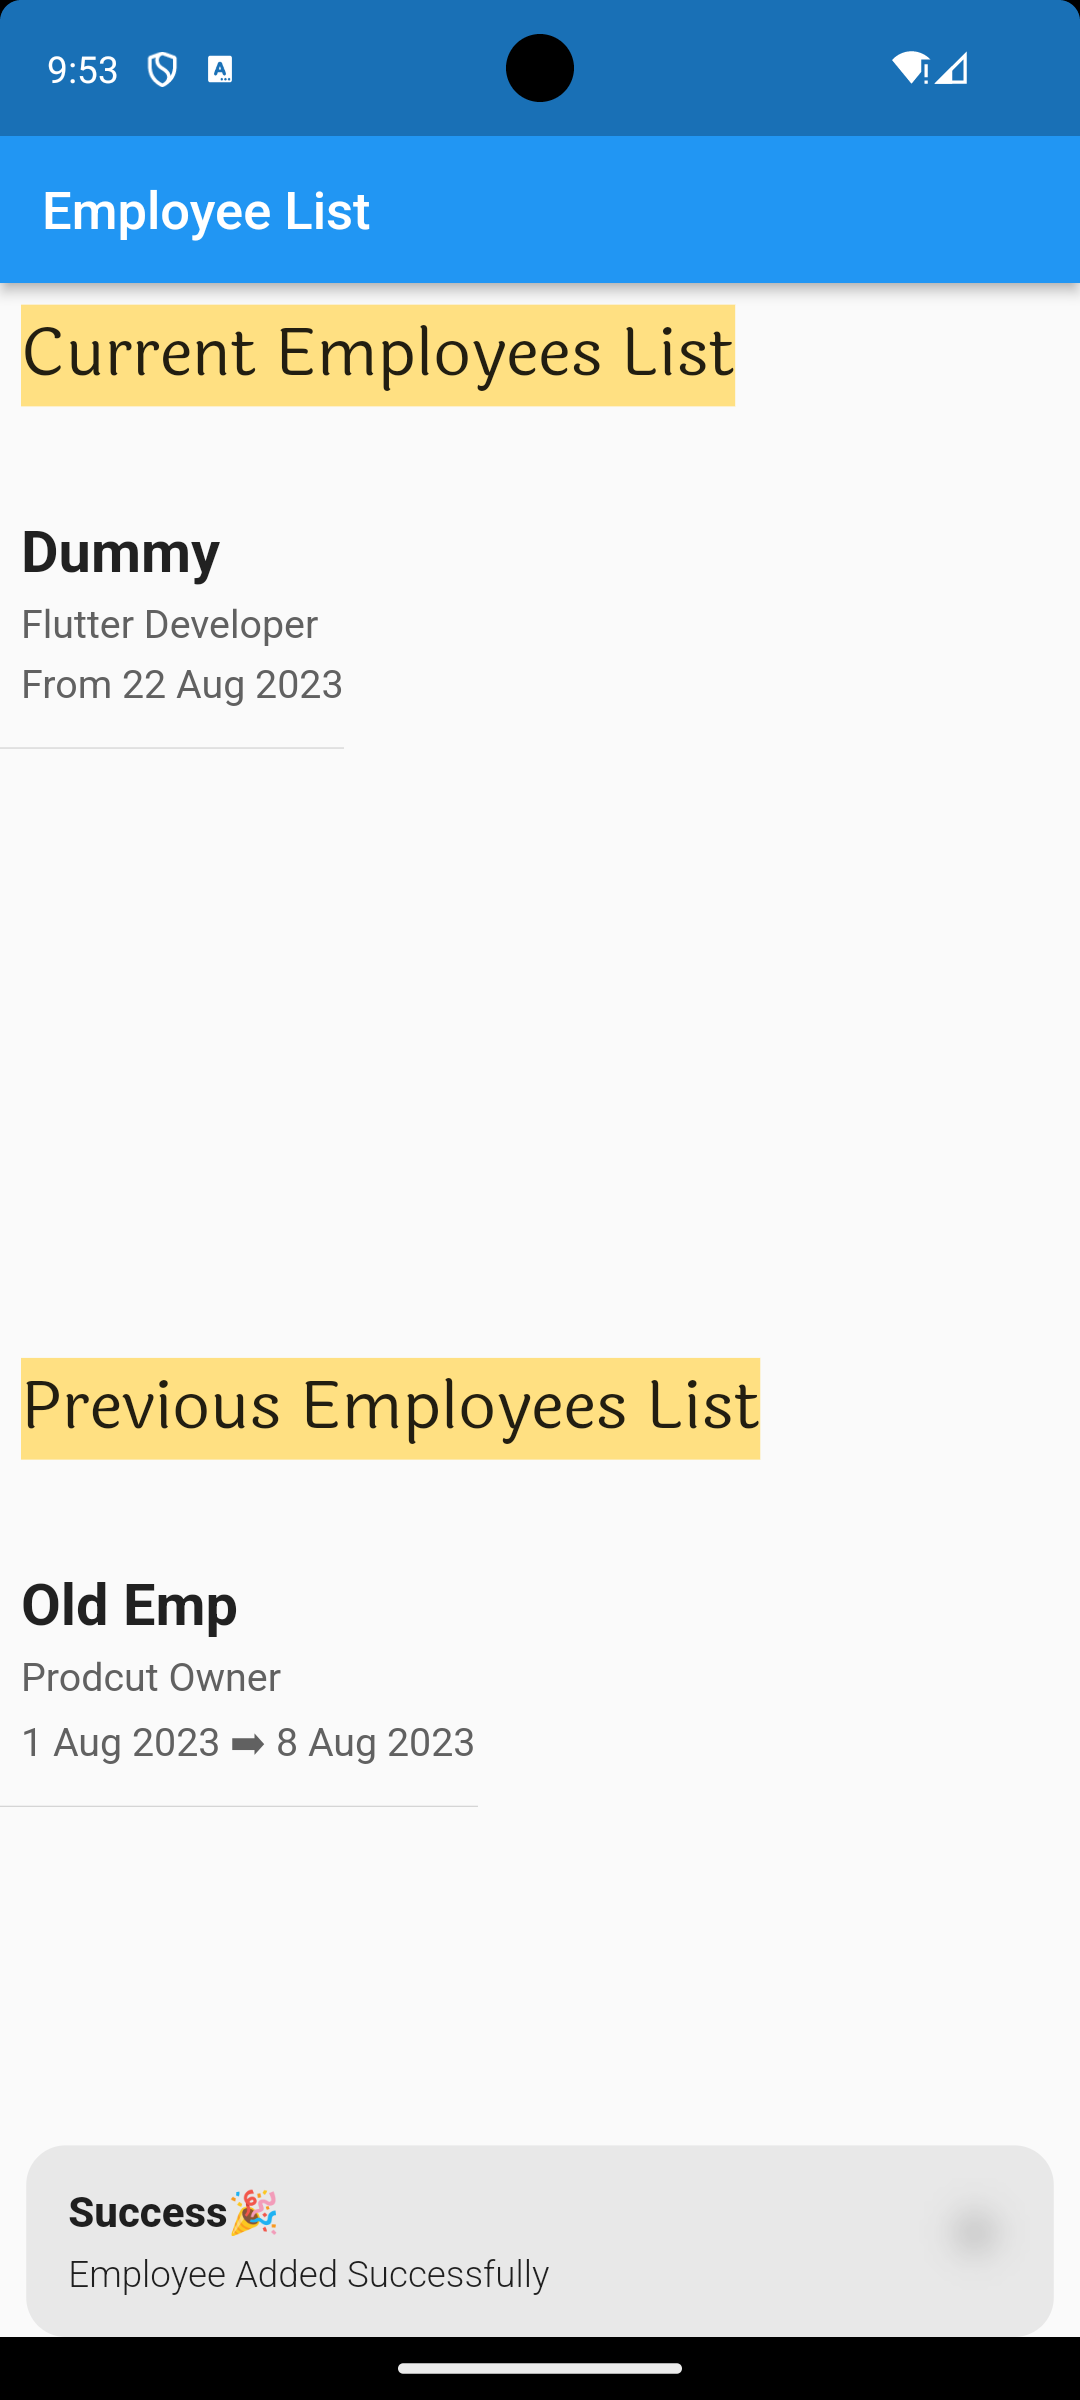 9:53
Employee List
Current Employees List
Dummy
Flutter Developer
From 22 Aug 2023
Previous Employees List
Old Emp
Prodcut Owner
1 Aug 2023 ➡ 8 Aug 2023
Success🎉
Employee Added Successfully